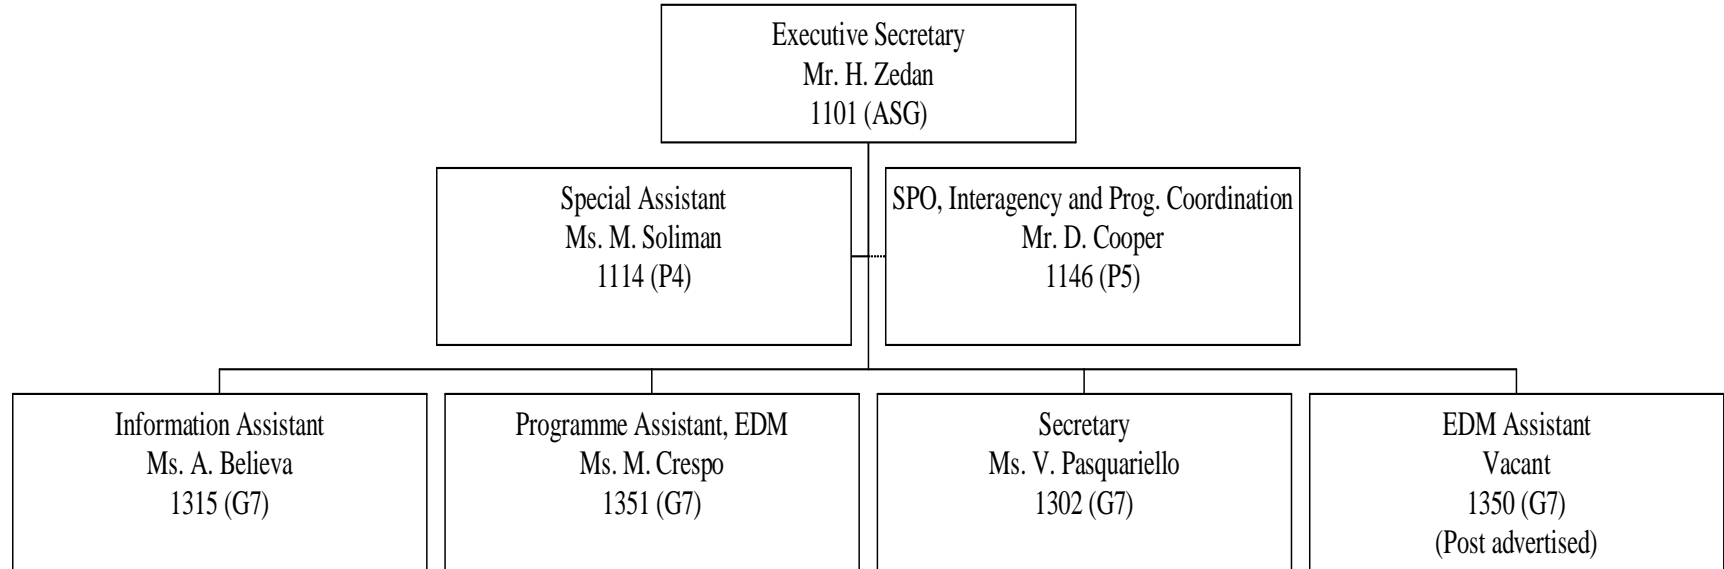 Executive Secretary
Mr. H. Zedan
1101 (ASG)
Special Assistant
Ms. M. Soliman
1114 (P4)
SPO, Interagency and Prog. Coordination
Mr. D. Cooper
1146 (P5)
Information Assistant
Ms. A. Believa
1315 (G7)
Programme Assistant, EDM
Ms. M. Crespo
1351 (G7)
Secretary
Ms. V. Pasquariello
1302 (G7)
EDM Assistant
Vacant
1350 (G7)
(Post advertised)